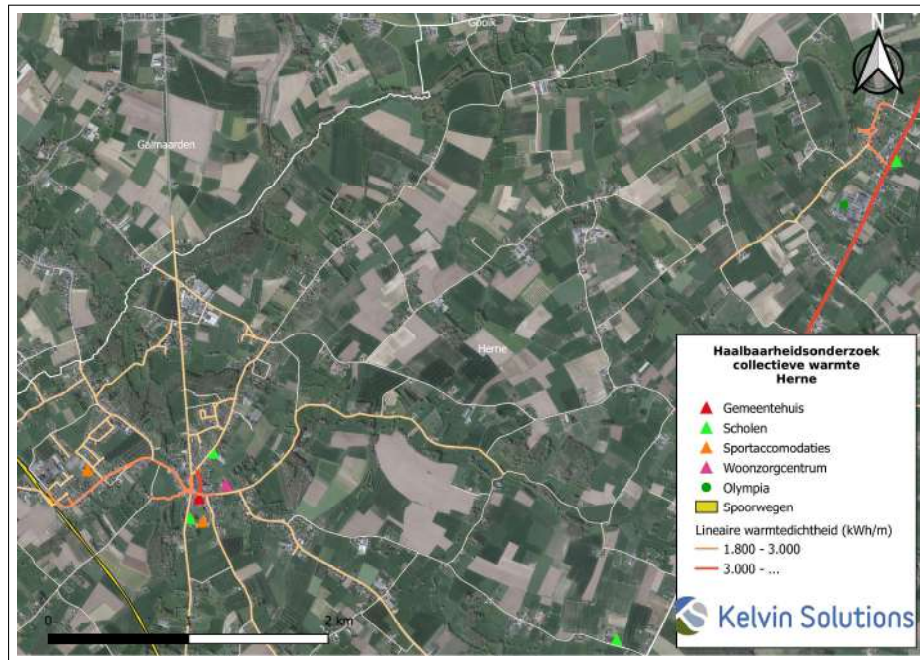 Gooik
N
Galmaarden
Herne
Haalbaarheidsonderzoek
collectieve warmte
Herne
Gemeentehuis
Scholen
Sportaccomodaties
Woonzorgcentrum
Olympia
Spoorwegen
Lineaire warmtedichtheid (kWh/m)
1.800 - 3.000
3.000 - ...
Kelvin Solutions
0 1 2 km